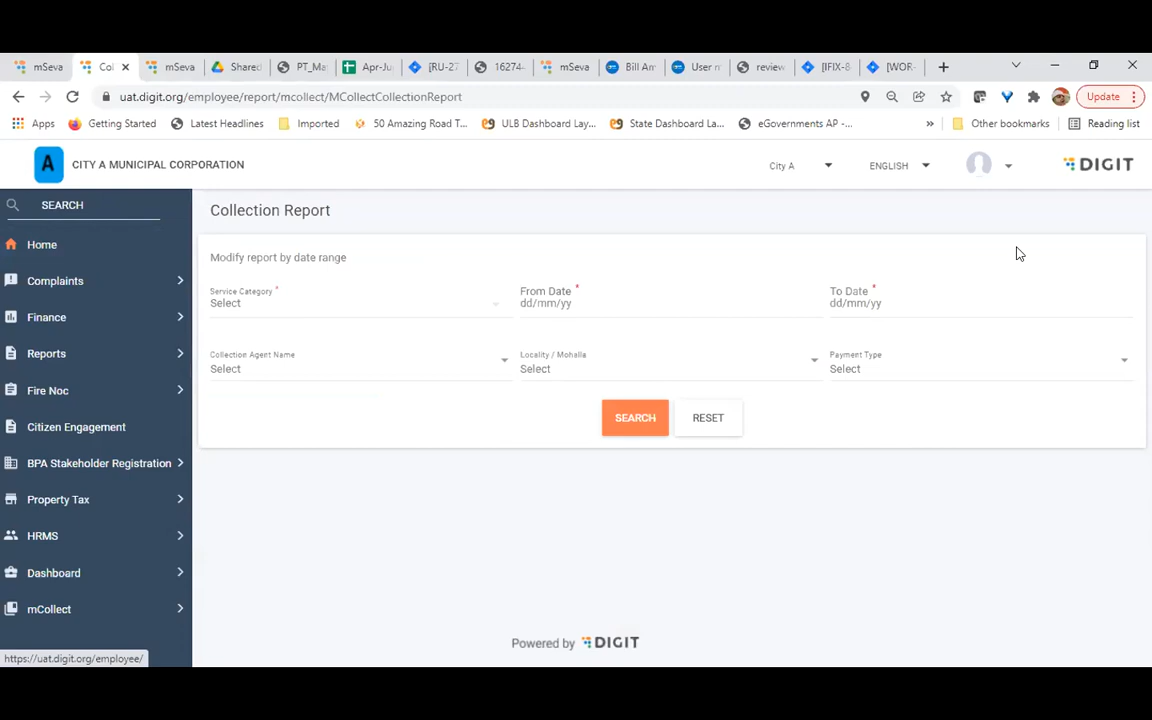 mSeva Col mSeva Shared PT_Ma Apr-Ju [RU-27 16274- mSeva Bill Am User n review [IFIX-8 [WOR-
uat.digit.org/employee/report/mcollect/MCollectCollectionReport Update
Apps Getting Started Latest Headlines Imported 50 Amazing Road T... ULB Dashboard Lay... State Dashboard La... eGovernments AP -... » Other bookmarks Reading list
A CITY A MUNICIPAL CORPORATION City A ENGLISH DIGIT
SEARCH
Home
Complaints
Finance
Reports
Fire Noc
Citizen Engagement
BPA Stakeholder Registration
Property Tax
HRMS
Dashboard
mCollect
https://uat.digit.org/employee/
Collection Report
Modify report by date range
Service Category * From Date * To Date *
Select dd/mm/yy dd/mm/yy
Collection Agent Name Locality / Mohalla Payment Type
Select Select Select
SEARCH RESET
Powered by DIGIT